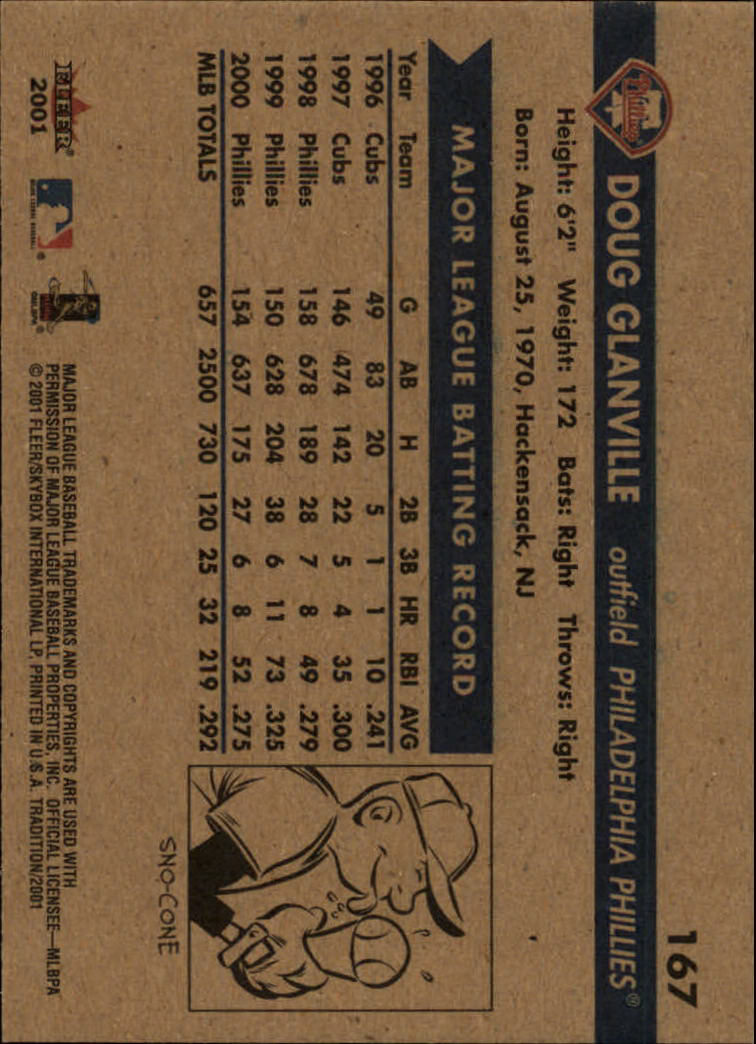 167
Phillies
DOUG GLANVILLE outfield PHILADELPHIA PHILLIES®
Height: 6'2" Weight: 172 Bats: Right Throws: Right
Born: August 25, 1970, Hackensack, NJ
MAJOR LEAGUE BATTING RECORD
Year Team G AB H 2B 3B HR RBI AVG
1996 Cubs 49 83 20 5 1 1 10 .241
1997 Cubs 146 474 142 22 5 4 35 .300
1998 Phillies 158 678 189 28 7 8 49 .279
1999 Phillies 150 628 204 38 6 11 73 .325
2000 Phillies 154 637 175 27 6 8 52 .275
MLB TOTALS 657 2500 730 120 25 32 219 .292
SNO-CONE
FLEER®
2001
MAJOR LEAGUE BASEBALL TRADEMARKS AND COPYRIGHTS ARE USED WITH
PERMISSION OF MAJOR LEAGUE BASEBALL PROPERTIES, INC. OFFICIAL LICENSEE—MLBPA
© 2001 FLEER/SKYBOX INTERNATIONAL LP. PRINTED IN U.S.A. TRADITION/2001